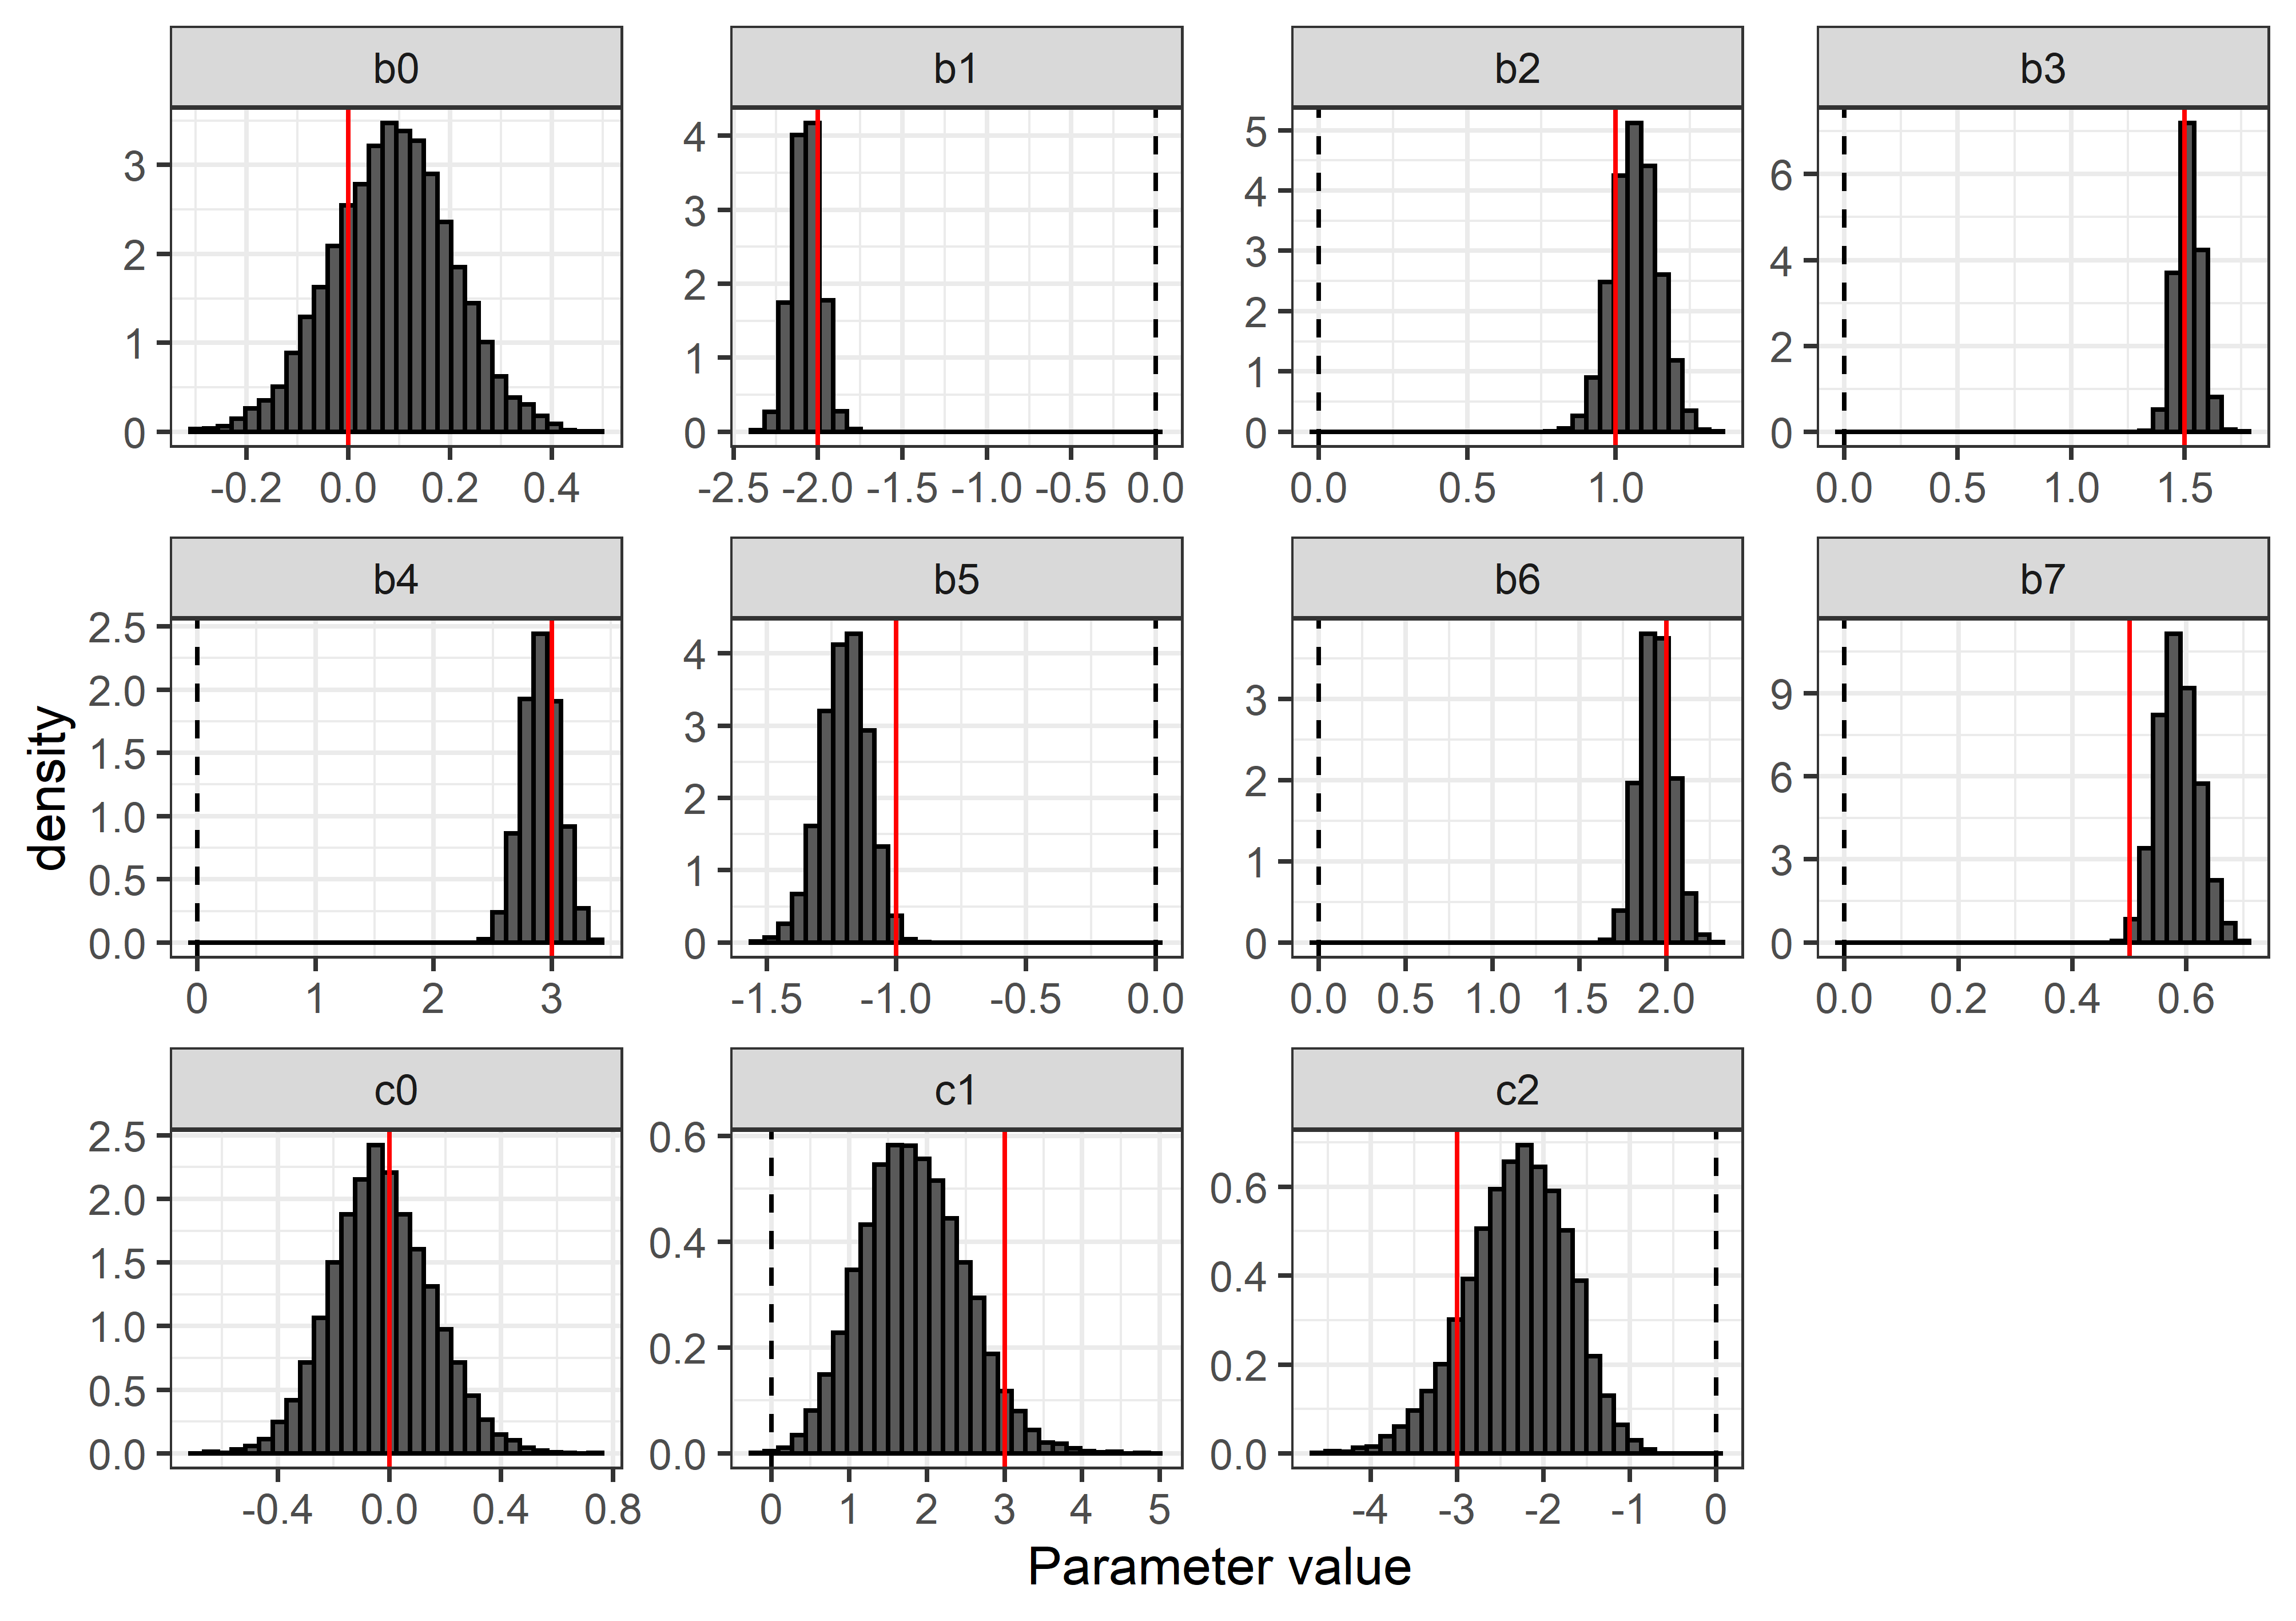 b0 b1 b2 b3
3 2 1 0
4 3 2 1 0
5 4 3 2 1 0
6 4 2 0
-0.2 0.0 0.2 0.4
-2.5 -2.0 -1.5 -1.0 -0.5 0.0
0.0 0.5 1.0
0.0 0.5 1.0 1.5
b4 b5 b6 b7
density
2.5 2.0 1.5 1.0 0.5 0.0
4 3 2 1 0
3 2 1 0
9 6 3 0
0 1 2 3
-1.5 -1.0 -0.5 0.0
0.0 0.5 1.0 1.5 2.0
0.0 0.2 0.4 0.6
c0 c1 c2
2.5 2.0 1.5 1.0 0.5 0.0
0.6 0.4 0.2 0.0
0.6 0.4 0.2 0.0
-0.4 0.0 0.4 0.8
0 1 2 3 4 5
-4 -3 -2 -1 0
Parameter value